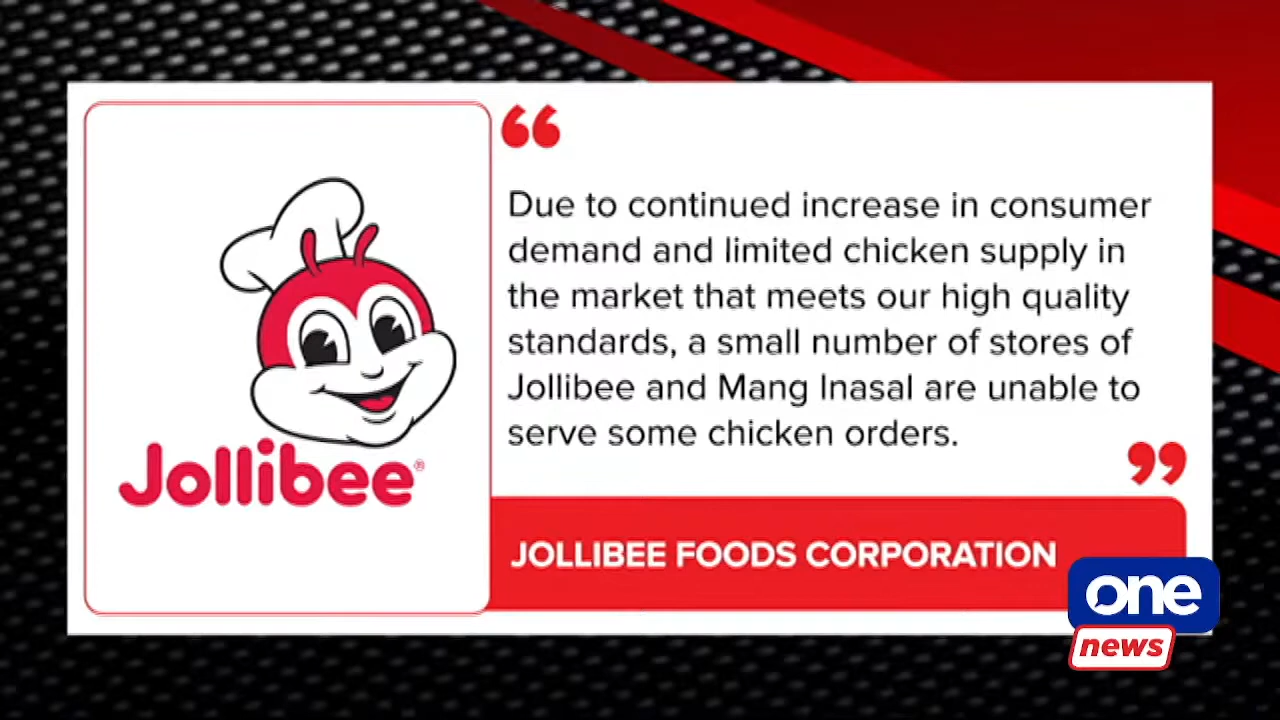 “
Due to continued increase in consumer
demand and limited chicken supply in
the market that meets our high quality
standards, a small number of stores of
Jollibee and Mang Inasal are unable to
serve some chicken orders.
”
Jollibee®
JOLLIBEE FOODS CORPORATION
one
news